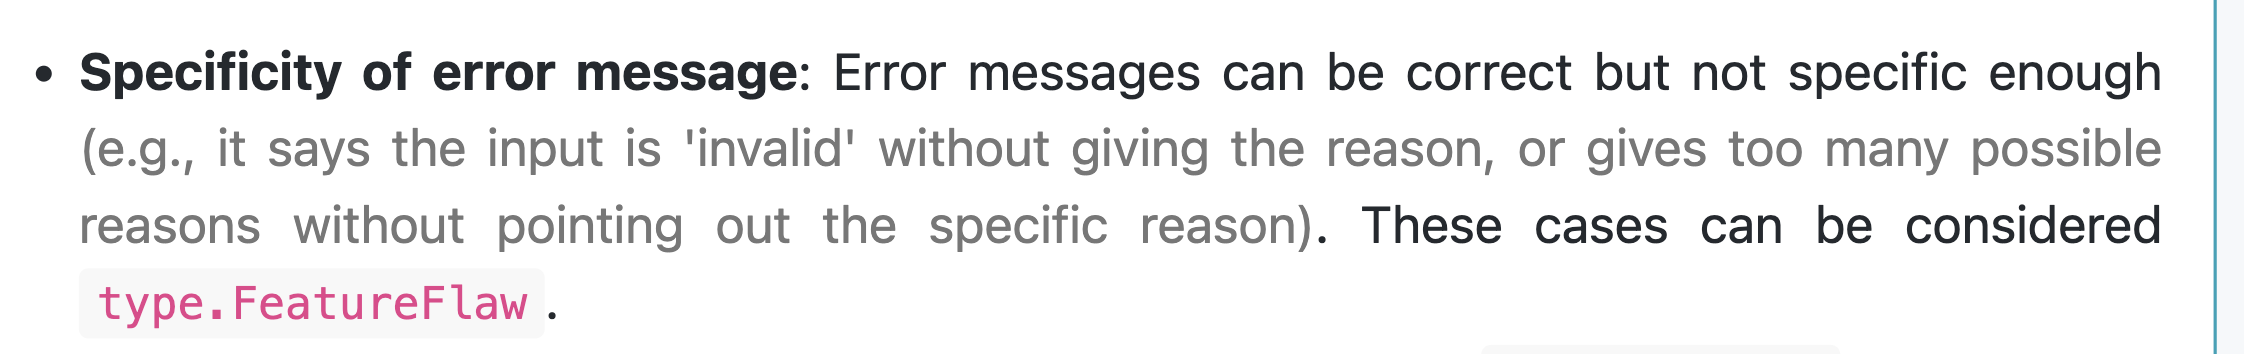 • Specificity of error message: Error messages can be correct but not specific enough
(e.g., it says the input is 'invalid' without giving the reason, or gives too many possible
reasons without pointing out the specific reason). These cases can be considered
type.FeatureFlaw.